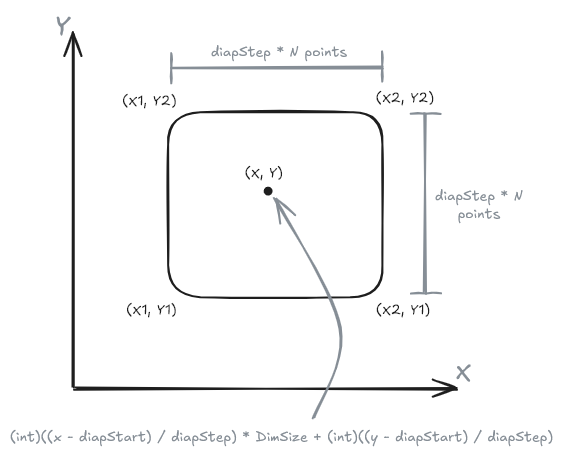 Y
diapStep * N points
(X1, Y2)
(X2, Y2)
(X, Y)
diapStep * N
points
(X1, Y1)
(X2, Y1)
X
(int)((x - diapStart) / diapStep) * DimSize + (int)((y - diapStart) / diapStep)